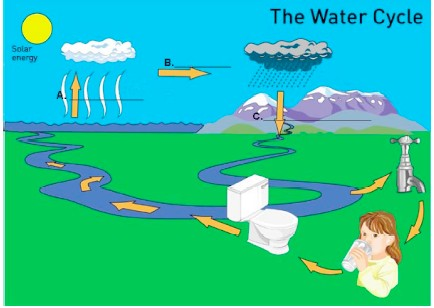 The Water Cycle
Solar
energy
B.
A.
C.